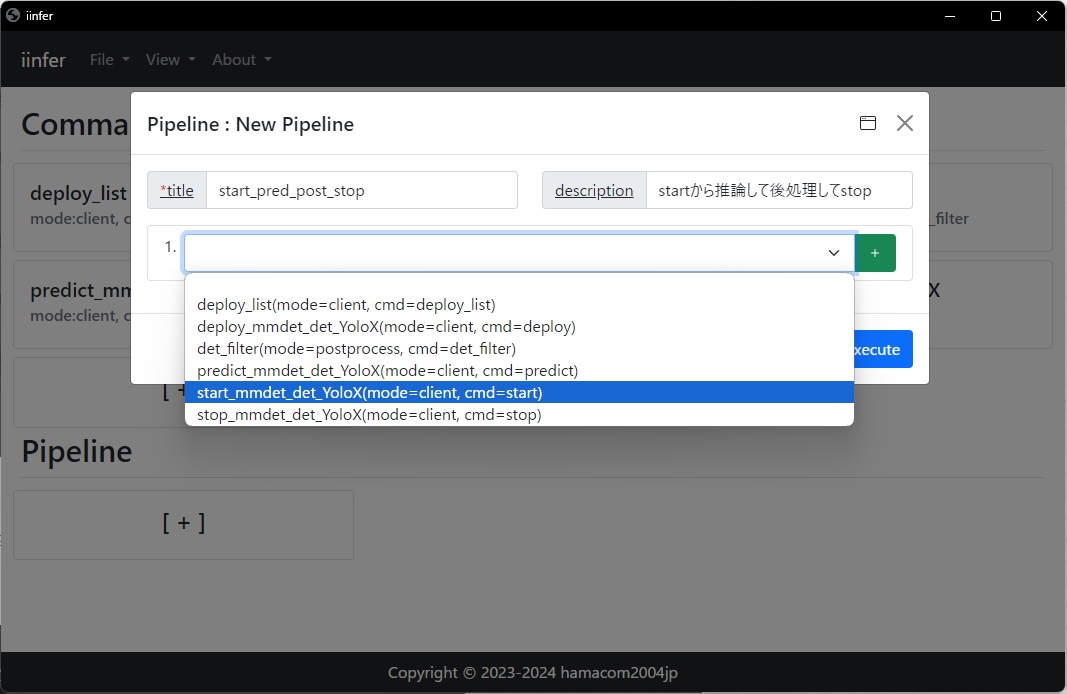 iinfer
iinfer File View About
Comma
Pipeline : New Pipeline
*title start_pred_post_stop description startから推論して後処理してstop
deploy_list
mode:client, c
_filter
1. +
predict_mm
mode:client, c
X
deploy_list(mode=client, cmd=deploy_list)
deploy_mmdet_det_YoloX(mode=client, cmd=deploy)
det_filter(mode=postprocess, cmd=det_filter)
predict_mmdet_det_YoloX(mode=client, cmd=predict)
start_mmdet_det_YoloX(mode=client, cmd=start)
stop_mmdet_det_YoloX(mode=client, cmd=stop)
xecute
[ +
Pipeline
[ + ]
Copyright © 2023-2024 hamacom2004jp